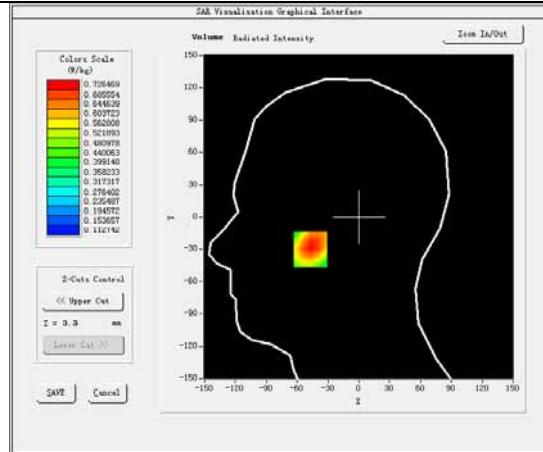 SAR Visualisation Graphical Interface
Volume Radiated Intensity
Zoom In/Out
Colors Scale
(W/kg)
0.726469
0.685554
0.644639
0.603723
0.562808
0.521893
0.480978
0.440063
0.399148
0.358233
0.317317
0.276402
0.235487
0.194572
0.153657
0.112742
Z-Cuts Control
<< Upper Cut
Z = 3.3 mm
Lower Cut >>
SAVE
Cancel
150
120
90
60
30
0
-30
-60
-90
-120
-150
Y
-150 -120 -90 -60 -30 0 30 60 90 120 150